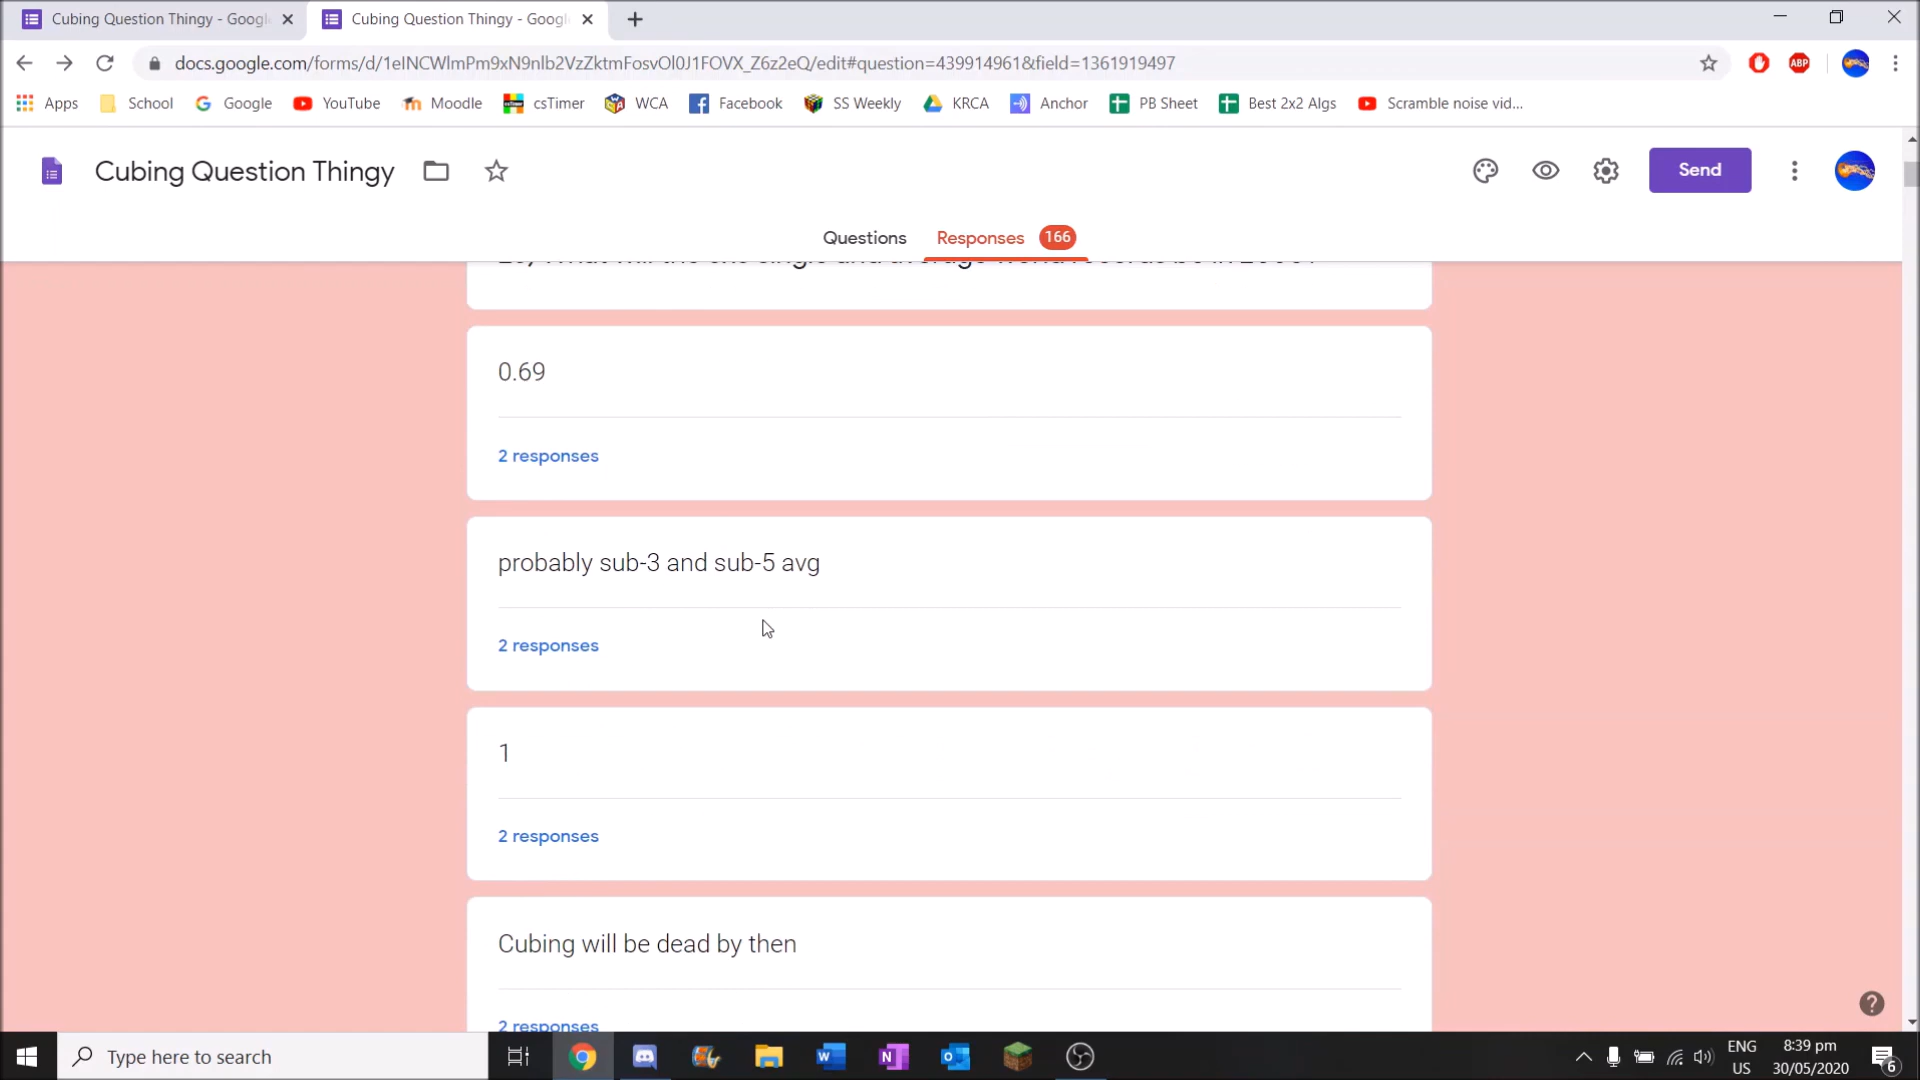 Cubing Question Thingy - Googl
Cubing Question Thingy - Googl
docs.google.com/forms/d/1eINCWlmPm9xN9nlb2VzZktmFosvOl0J1FOVX_Z6z2eQ/edit#question=439914961&field=1361919497
ABP
Apps School Google YouTube Moodle csTimer WCA Facebook SS Weekly KRCA Anchor PB Sheet Best 2x2 Algs Scramble noise vid...
Cubing Question Thingy
Send
Questions Responses 166
0.69
2 responses
probably sub-3 and sub-5 avg
2 responses
1
2 responses
Cubing will be dead by then
2 responses
Type here to search
ENG
US
8:39 pm
30/05/2020
6